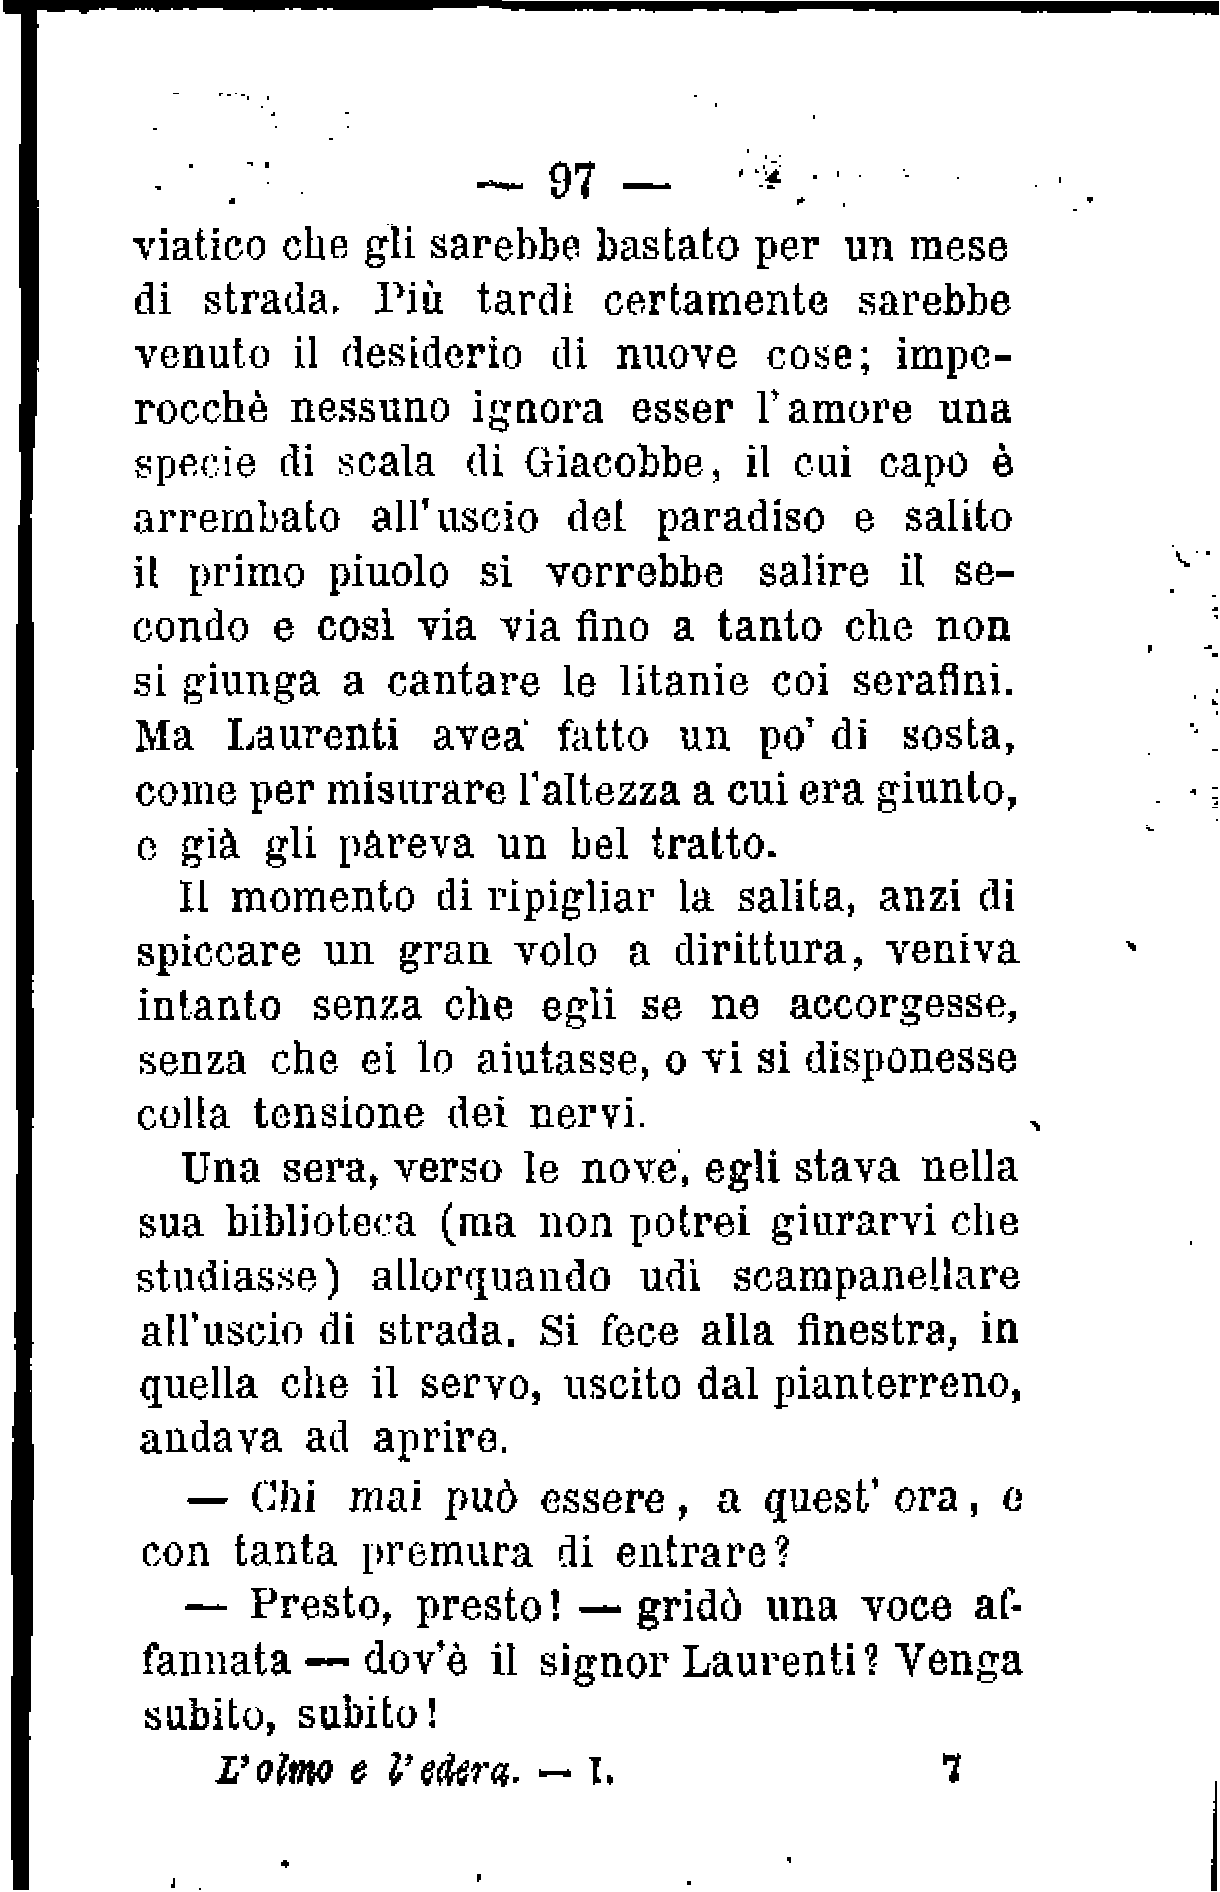 — 97 —
viatico che gli sarebbe bastato per un mese
di strada. Più tardi certamente sarebbe
venuto il desiderio di nuove cose; impe-
rocchè nessuno ignora esser l'amore una
specie di scala di Giacobbe, il cui capo è
arrembato all'uscio del paradiso e salito
il primo piuolo si vorrebbe salire il se-
condo e così via via fino a tanto che non
si giunga a cantare le litanie coi serafini.
Ma Laurenti avea fatto un po' di sosta,
come per misurare l'altezza a cui era giunto,
e già gli pareva un bel tratto.
Il momento di ripigliar la salita, anzi di
spiccare un gran volo a dirittura, veniva
intanto senza che egli se ne accorgesse,
senza che ei lo aiutasse, o vi si disponesse
colla tensione dei nervi.
Una sera, verso le nove, egli stava nella
sua biblioteca (ma non potrei giurarvi che
studiasse) allorquando udì scampanellare
all'uscio di strada. Si fece alla finestra, in
quella che il servo, uscito dal pianterreno,
andava ad aprire.
— Chi mai può essere, a quest'ora, e
con tanta premura di entrare?
— Presto, presto! — gridò una voce af-
fannata — dov'è il signor Laurenti? Venga
subito, subito!
L'olmo e l'edera. — I. 7